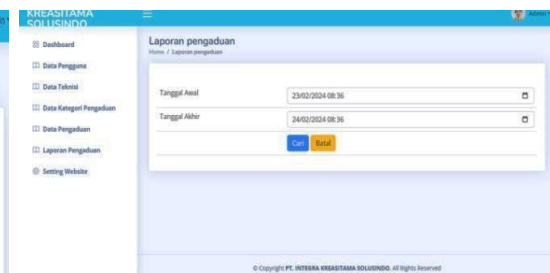 KREASITAMA
SOLUSINDO
Admin
Dashboard
Data Pengguna
Data Teknisi
Data Kategori Pengaduan
Data Pengaduan
Laporan Pengaduan
Setting Website
Laporan pengaduan
Home / Laporan pengaduan
Tanggal Awal
23/02/2024 08:36
Tanggal Akhir
24/02/2024 08:36
Cari Batal
© Copyright PT. INTEGRA KREASITAMA SOLUSINDO. All Rights Reserved